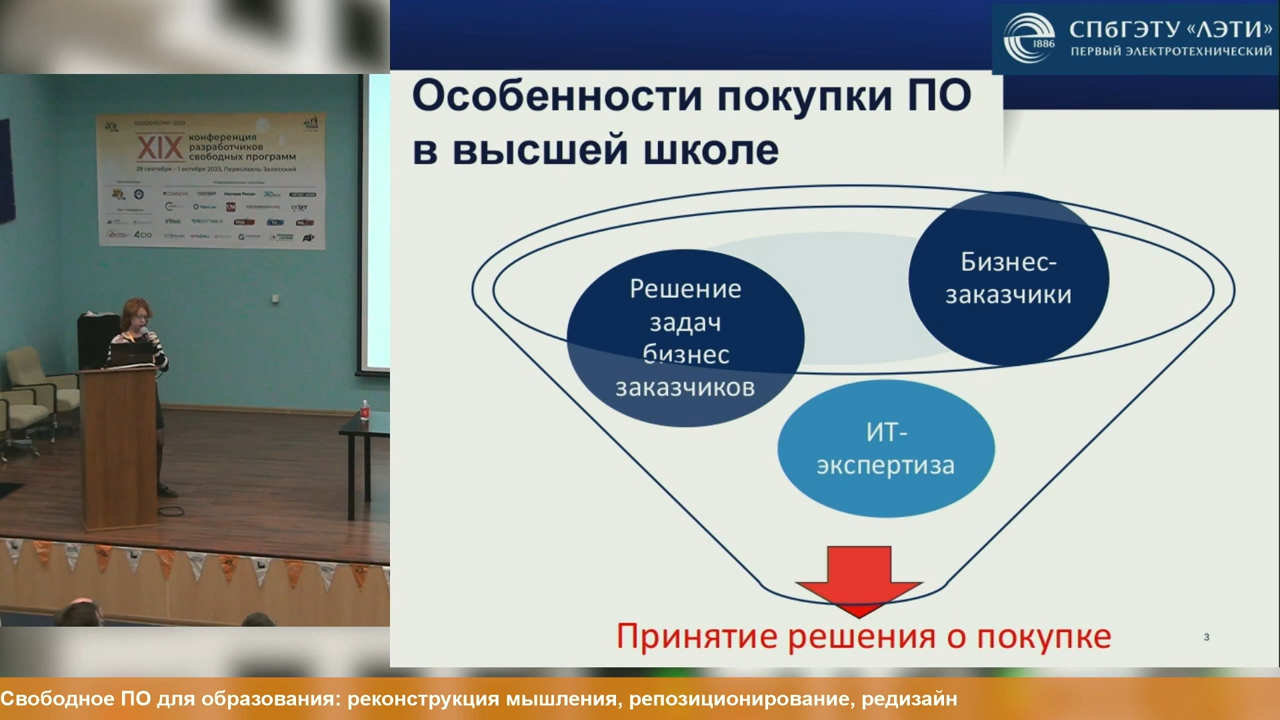 СПбГЭТУ «ЛЭТИ»
ПЕРВЫЙ ЭЛЕКТРОТЕХНИЧЕСКИЙ
1886
Особенности покупки ПО
в высшей школе
XIX
конференция
разработчиков
свободных программ
29 сентября - 1 октября 2023, Переславль-Залесский
Решение
задач
бизнес
заказчиков
Бизнес-
заказчики
ИТ-
экспертиза
Принятие решения о покупке
3
Свободное ПО для образования: реконструкция мышления, репозиционирование, редизайн